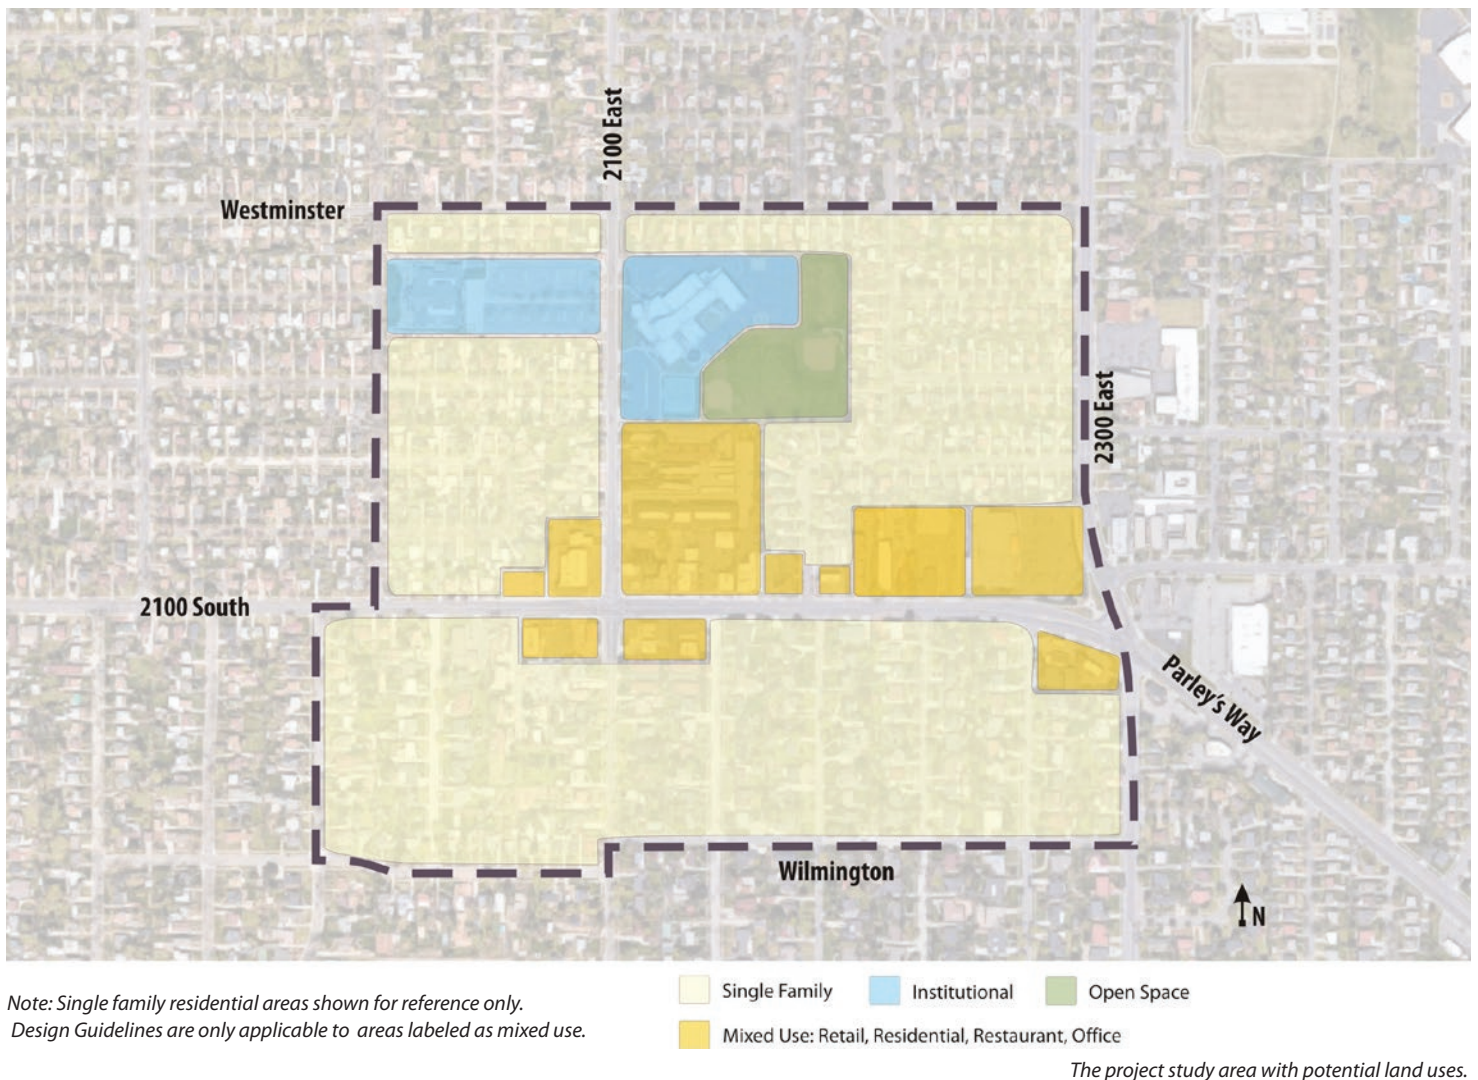 2100 East
Westminster
2300 East
2100 South
Parley's Way
Wilmington
N
Note: Single family residential areas shown for reference only.
Design Guidelines are only applicable to areas labeled as mixed use.
Single Family
Institutional
Open Space
Mixed Use: Retail, Residential, Restaurant, Office
The project study area with potential land uses.